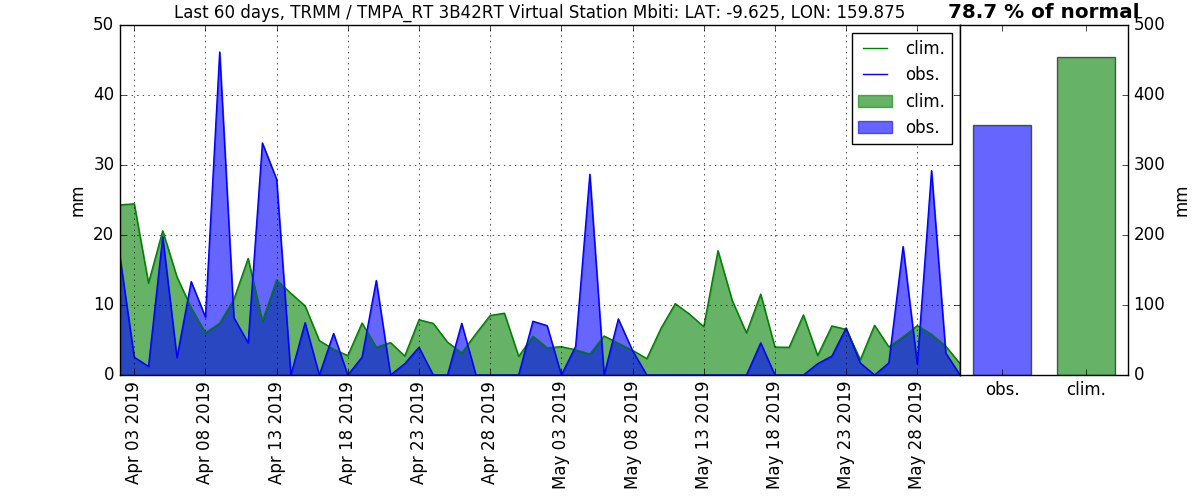 Last 60 days, TRMM / TMPA_RT 3B42RT Virtual Station Mbiti: LAT: -9.625, LON: 159.875
78.7 % of normal
50
40
30
20
10
0
mm
clim.
obs.
clim.
obs.
Apr 03 2019
Apr 08 2019
Apr 13 2019
Apr 18 2019
Apr 23 2019
Apr 28 2019
May 03 2019
May 08 2019
May 13 2019
May 18 2019
May 23 2019
May 28 2019
500
400
300
200
100
0
mm
obs.
clim.